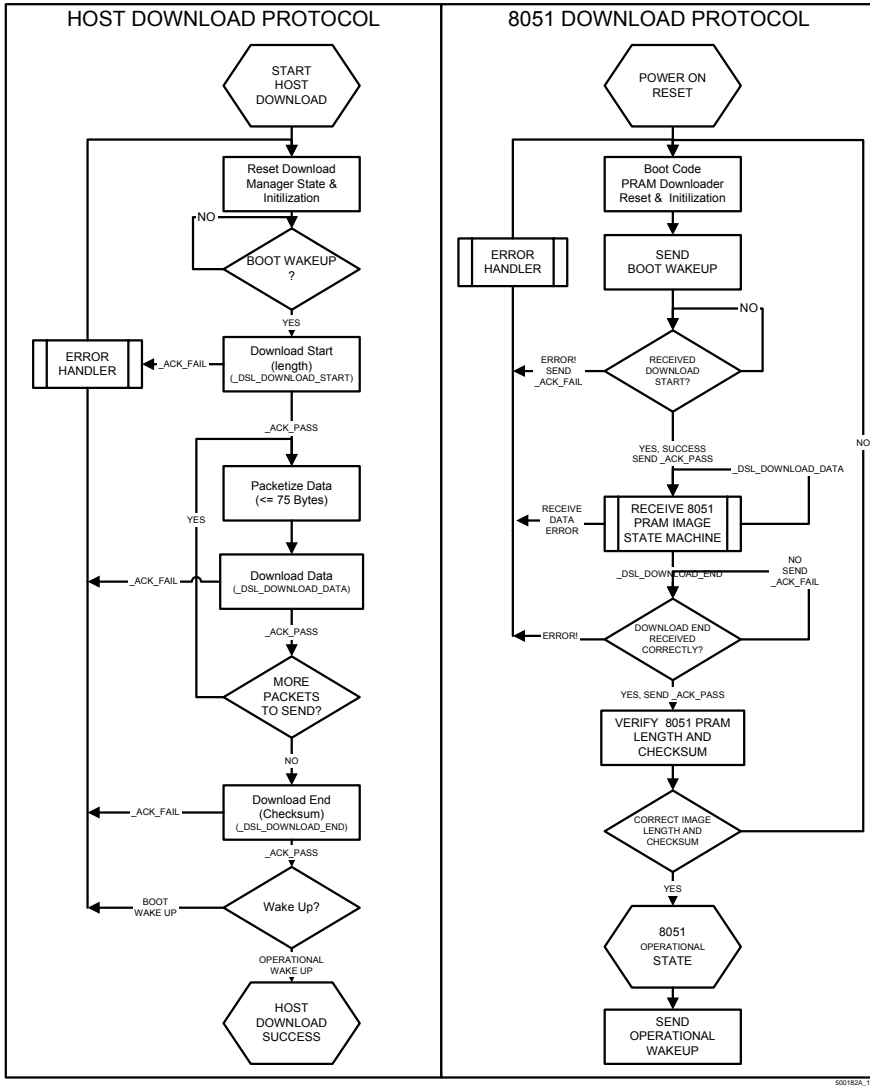 HOST DOWNLOAD PROTOCOL
START
HOST
DOWNLOAD
Reset Download
Manager State &
Initilization
NO
BOOT WAKEUP
?
YES
Download Start
(length)
(_DSL_DOWNLOAD_START)
_ACK_FAIL
ERROR
HANDLER
_ACK_PASS
YES
Packetize Data
(<= 75 Bytes)
Download Data
(_DSL_DOWNLOAD_DATA)
_ACK_FAIL
_ACK_PASS
MORE
PACKETS
TO SEND?
NO
Download End
(Checksum)
(_DSL_DOWNLOAD_END)
_ACK_FAIL
_ACK_PASS
Wake Up?
BOOT
WAKE UP
OPERATIONAL
WAKE UP
HOST
DOWNLOAD
SUCCESS
8051 DOWNLOAD PROTOCOL
POWER ON
RESET
Boot Code
PRAM Downloader
Reset & Initilization
ERROR
HANDLER
SEND
BOOT WAKEUP
NO
RECEIVED
DOWNLOAD
START?
ERROR!
SEND
_ACK_FAIL
NO
YES, SUCCESS
SEND _ACK_PASS
_DSL_DOWNLOAD_DATA
RECEIVE 8051
PRAM IMAGE
STATE MACHINE
RECEIVE
DATA
ERROR
_DSL_DOWNLOAD_END
NO
SEND
_ACK_FAIL
DOWNLOAD END
RECEIVED
CORRECTLY?
ERROR!
YES, SEND _ACK_PASS
VERIFY 8051 PRAM
LENGTH AND
CHECKSUM
CORRECT IMAGE
LENGTH AND
CHECKSUM
YES
8051
OPERATIONAL
STATE
SEND
OPERATIONAL
WAKEUP
500182A_1